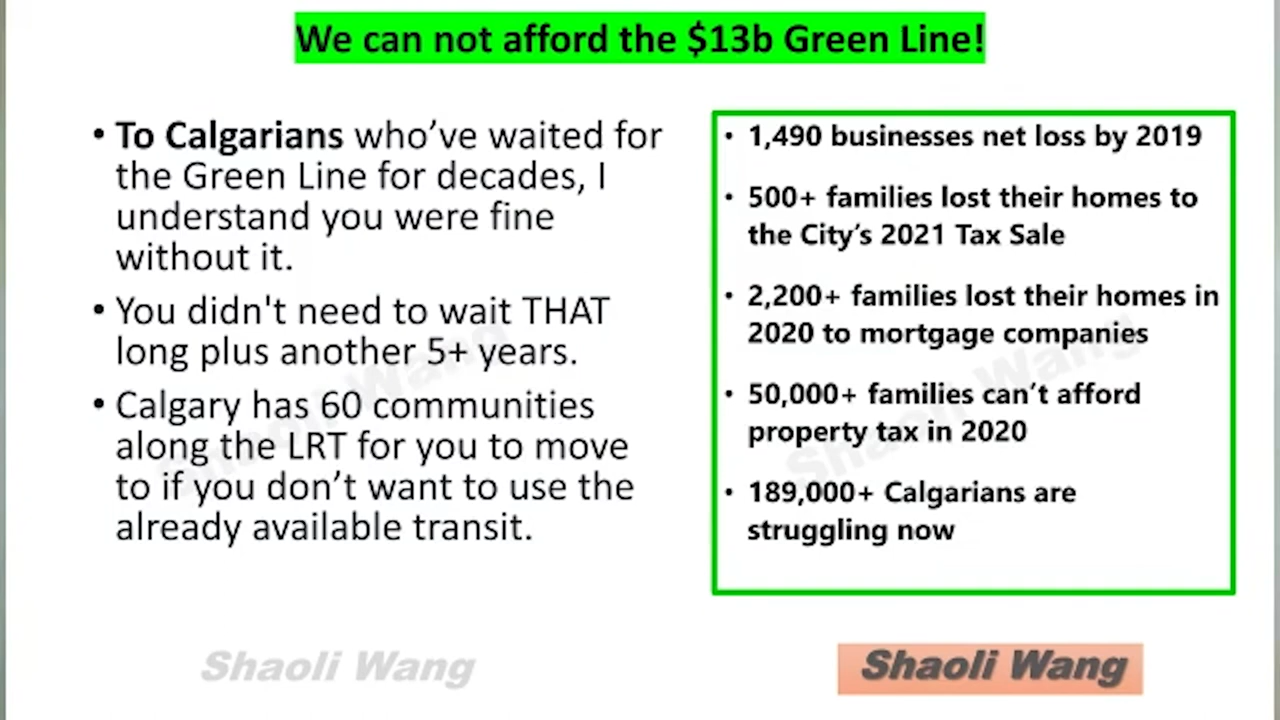 We can not afford the $13b Green Line!
• To Calgarians who've waited for
the Green Line for decades, I
understand you were fine
without it.
• You didn't need to wait THAT
long plus another 5+ years.
• Calgary has 60 communities
along the LRT for you to move
to if you don't want to use the
already available transit.
• 1,490 businesses net loss by 2019
• 500+ families lost their homes to
the City's 2021 Tax Sale
• 2,200+ families lost their homes in
2020 to mortgage companies
• 50,000+ families can't afford
property tax in 2020
• 189,000+ Calgarians are
struggling now
Shaoli Wang
Shaoli Wang
Shaoli Wang
Shaoli Wang